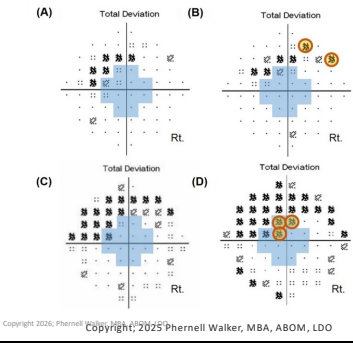 Total Deviation
(A)
Rt.
Total Deviation
(B)
Rt.
Total Deviation
(C)
Rt.
Total Deviation
(D)
Rt.
Copyright 2026; Phernell Walker, MBA, ABOM, LDO
Copyright; 2025 Phernell Walker, MBA, ABOM, LDO